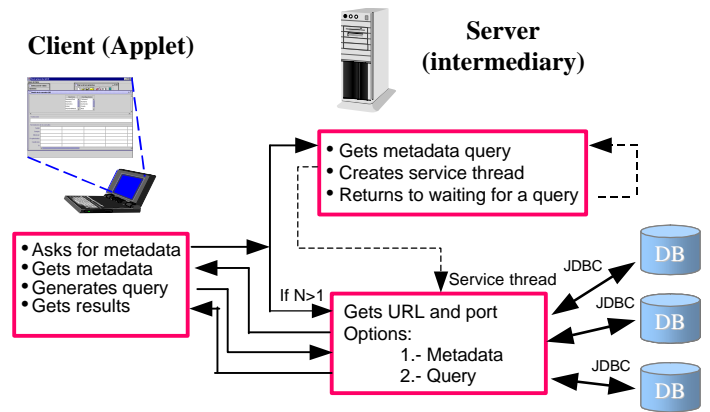 Client (Applet)
Server
(intermediary)
• Gets metadata query
• Creates service thread
• Returns to waiting for a query
• Asks for metadata
• Gets metadata
• Generates query
• Gets results
If N>1
Service thread
Gets URL and port
Options:
1.- Metadata
2.- Query
JDBC
DB
JDBC
DB
JDBC
DB